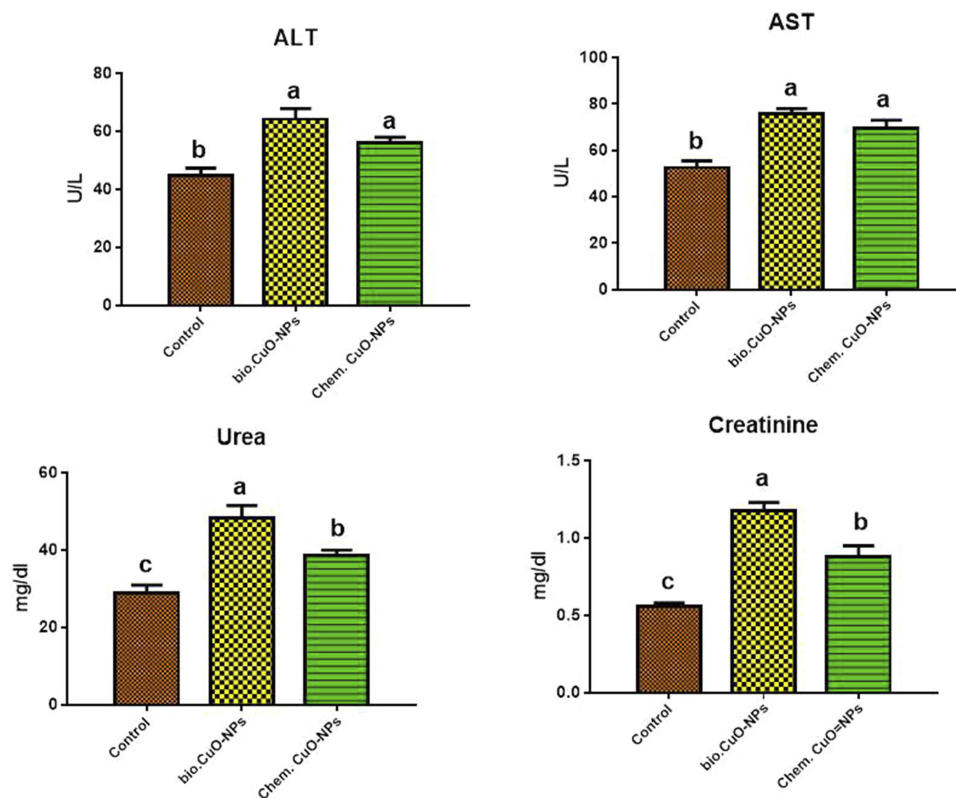 ALT
80
60
40
20
0
U/L
b
a
a
Control
bio.CuO-NPs
Chem. CuO-NPs
AST
100
80
60
40
20
0
U/L
b
a
a
Control
bio.CuO-NPs
Chem. CuO-NPs
Urea
60
40
20
0
mg/dl
c
a
b
Control
bio.CuO-NPs
Chem. CuO-NPs
Creatinine
1.5
1.0
0.5
0.0
mg/dl
c
a
b
Control
bio.CuO-NPs
Chem. CuO=NPs